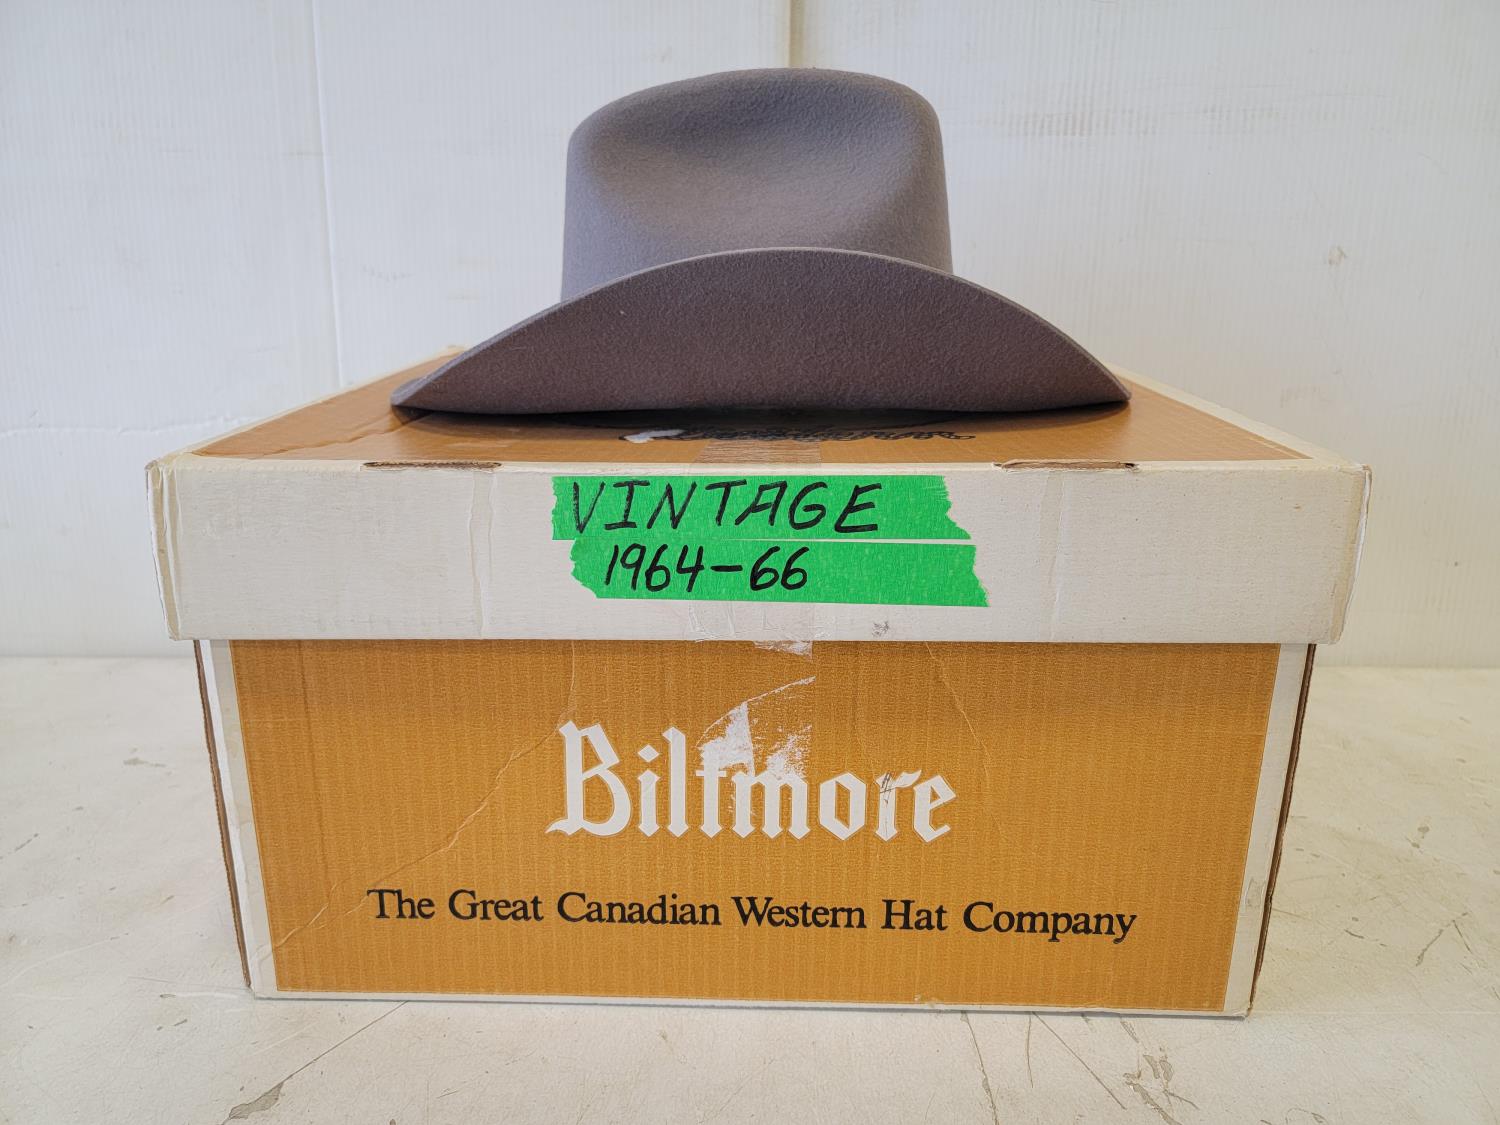 VINTAGE
1964-66
Biltmore
The Great Canadian Western Hat Company